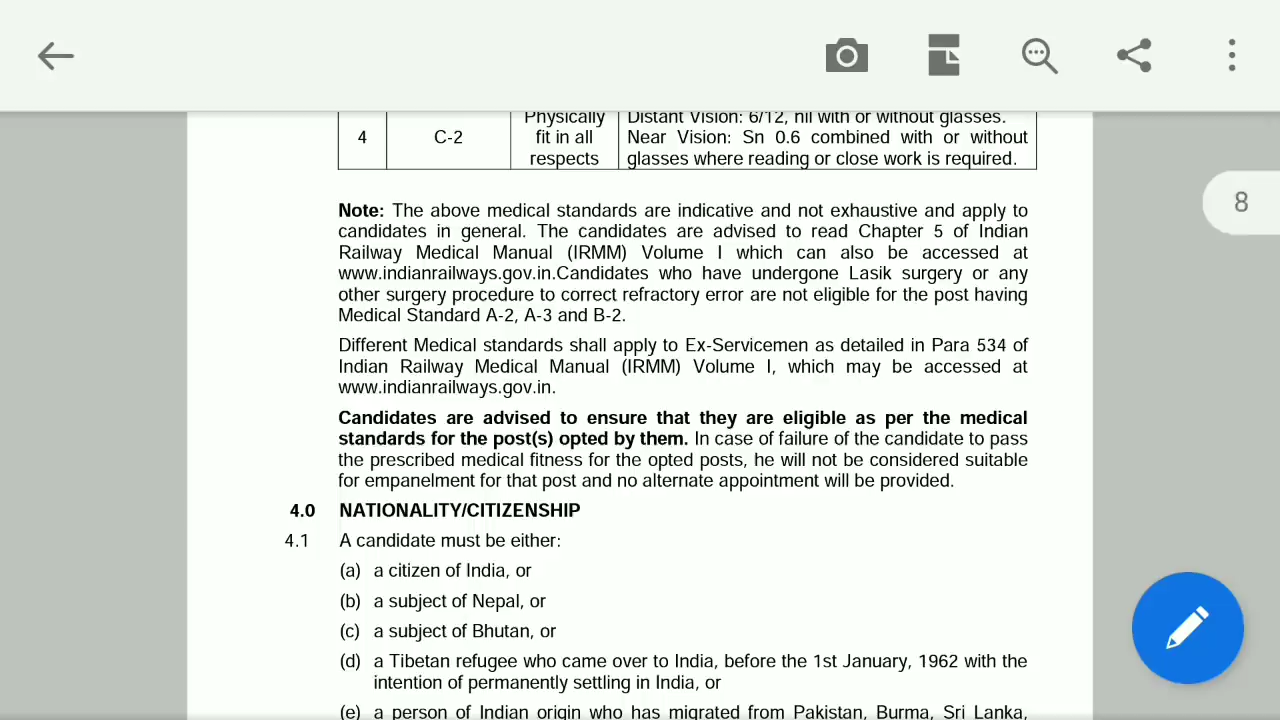 8
Physically
fit in all
respects
4
C-2
Distant Vision: 6/12, nil with or without glasses.
Near Vision: Sn 0.6 combined with or without
glasses where reading or close work is required.
Note: The above medical standards are indicative and not exhaustive and apply to
candidates in general. The candidates are advised to read Chapter 5 of Indian
Railway Medical Manual (IRMM) Volume I which can also be accessed at
www.indianrailways.gov.in.Candidates who have undergone Lasik surgery or any
other surgery procedure to correct refractory error are not eligible for the post having
Medical Standard A-2, A-3 and B-2.
Different Medical standards shall apply to Ex-Servicemen as detailed in Para 534 of
Indian Railway Medical Manual (IRMM) Volume I, which may be accessed at
www.indianrailways.gov.in.
Candidates are advised to ensure that they are eligible as per the medical
standards for the post(s) opted by them. In case of failure of the candidate to pass
the prescribed medical fitness for the opted posts, he will not be considered suitable
for empanelment for that post and no alternate appointment will be provided.
4.0 NATIONALITY/CITIZENSHIP
4.1 A candidate must be either:
(a) a citizen of India, or
(b) a subject of Nepal, or
(c) a subject of Bhutan, or
(d) a Tibetan refugee who came over to India, before the 1st January, 1962 with the
intention of permanently settling in India, or
(e) a person of Indian origin who has migrated from Pakistan, Burma, Sri Lanka,